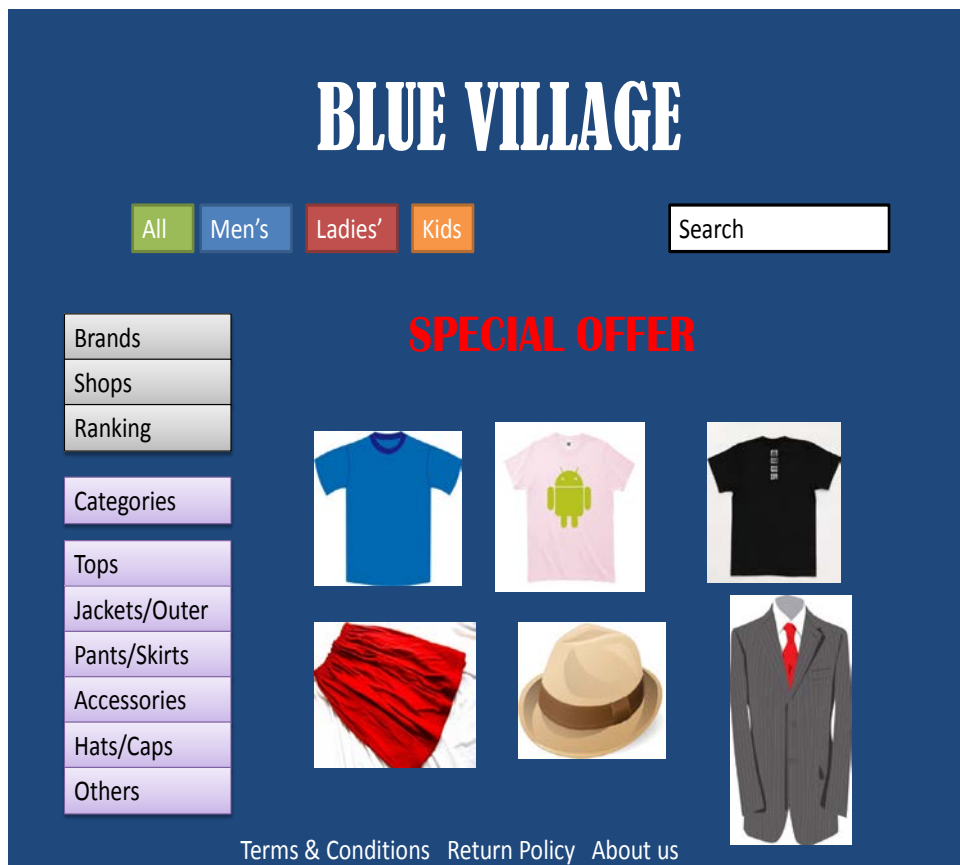 BLUE VILLAGE
All Men's Ladies' Kids Search
SPECIAL OFFER
Brands
Shops
Ranking
Categories
Tops
Jackets/Outer
Pants/Skirts
Accessories
Hats/Caps
Others
Terms & Conditions Return Policy About us